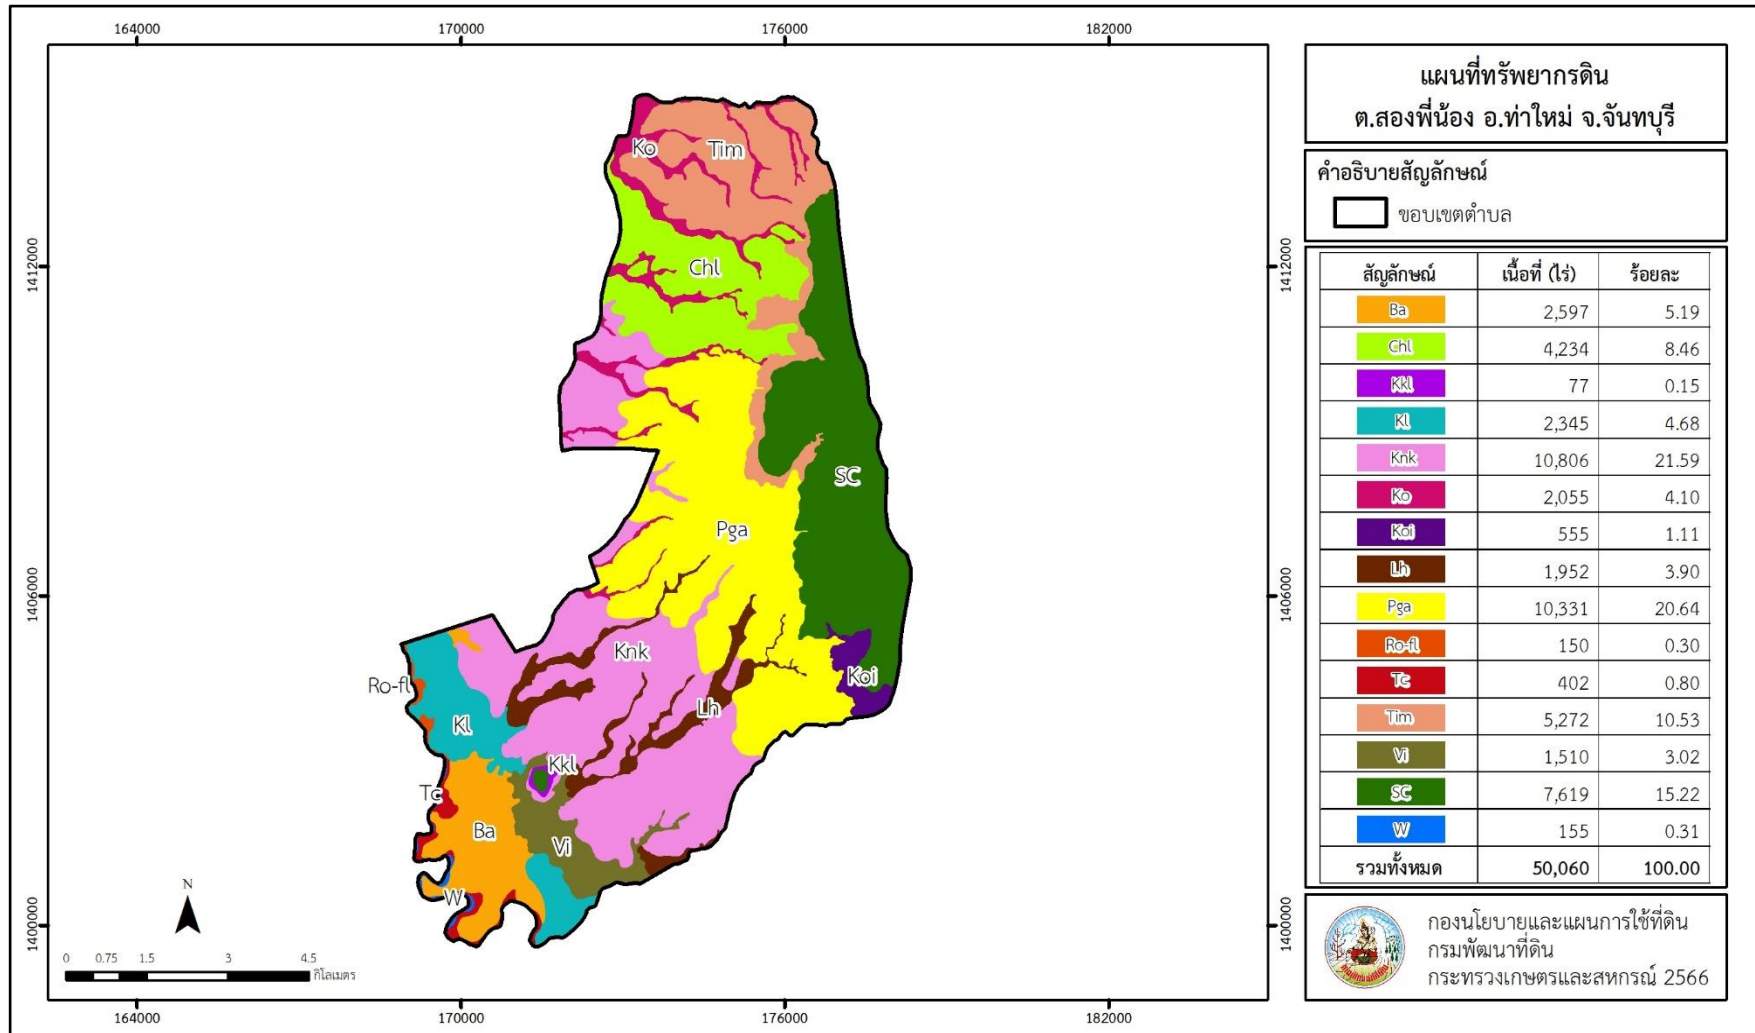 164000 170000 176000 182000
แผนที่ทรัพยากรดิน
ต.สองพี่น้อง อ.ท่าใหม่ จ.จันทบุรี
คำอธิบายสัญลักษณ์
ขอบเขตตำบล
สัญลักษณ์ เนื้อที่ (ไร่) ร้อยละ
Ba 2,597 5.19
Chl 4,234 8.46
Kkl 77 0.15
Kl 2,345 4.68
Knk 10,806 21.59
Ko 2,055 4.10
Koi 555 1.11
Lh 1,952 3.90
Pga 10,331 20.64
Ro-fl 150 0.30
Tc 402 0.80
Tim 5,272 10.53
Vi 1,510 3.02
SC 7,619 15.22
W 155 0.31
รวมทั้งหมด 50,060 100.00
กองนโยบายและแผนการใช้ที่ดิน
กรมพัฒนาที่ดิน
กระทรวงเกษตรและสหกรณ์ 2566
Ko
Tim
Chl
SC
Pga
Knk
Koi
Ro-fl
Lh
Kl
Kkl
Tc
Ba
Vi
W
N
0 0.75 1.5 3 4.5
กิโลเมตร
1412000
1406000
1400000
1412000
1406000
1400000
164000 170000 176000 182000